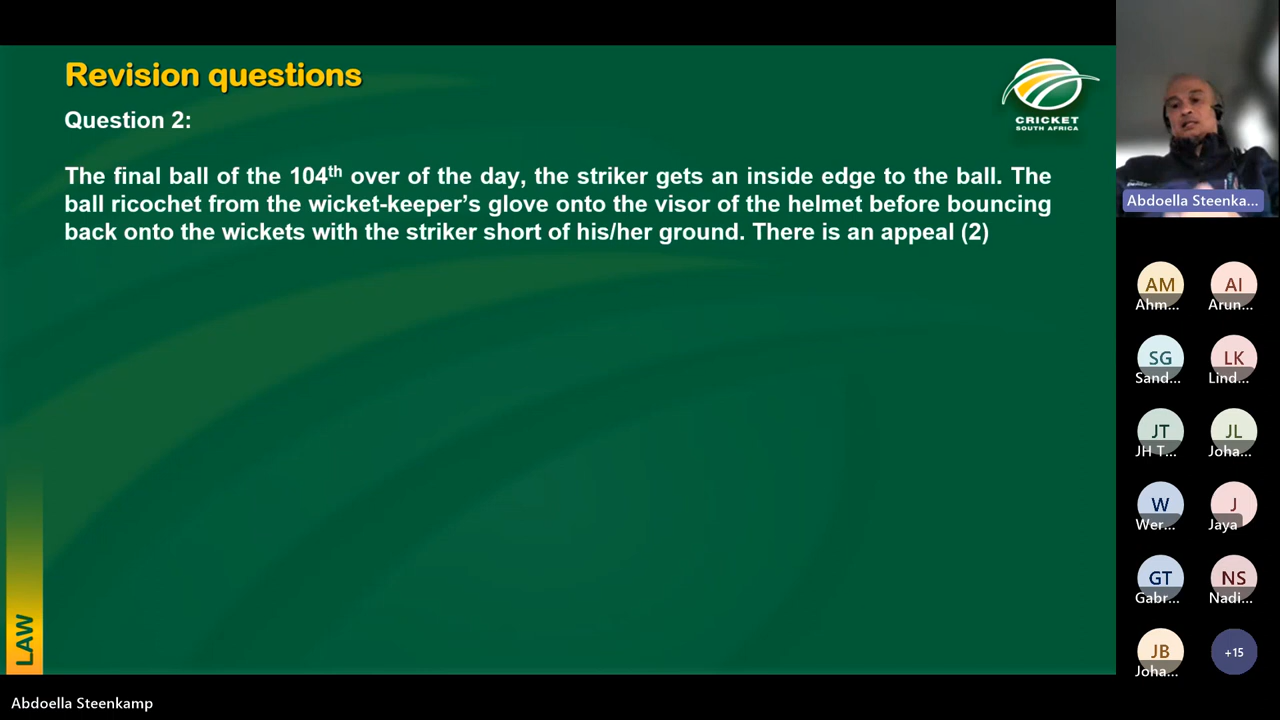 Revision questions
Question 2:
The final ball of the 104th over of the day, the striker gets an inside edge to the ball. The
ball ricochet from the wicket-keeper’s glove onto the visor of the helmet before bouncing
back onto the wickets with the striker short of his/her ground. There is an appeal (2)
CRICKET
SOUTH AFRICA
LAW
Abdoella Steenka...
AM
Ahm...
AI
Arun...
SG
Sand...
LK
Lind...
JT
JH T...
JL
Joha...
W
Wer...
J
Jaya
GT
Gabr...
NS
Nadi...
JB
Joha...
+15
Abdoella Steenkamp